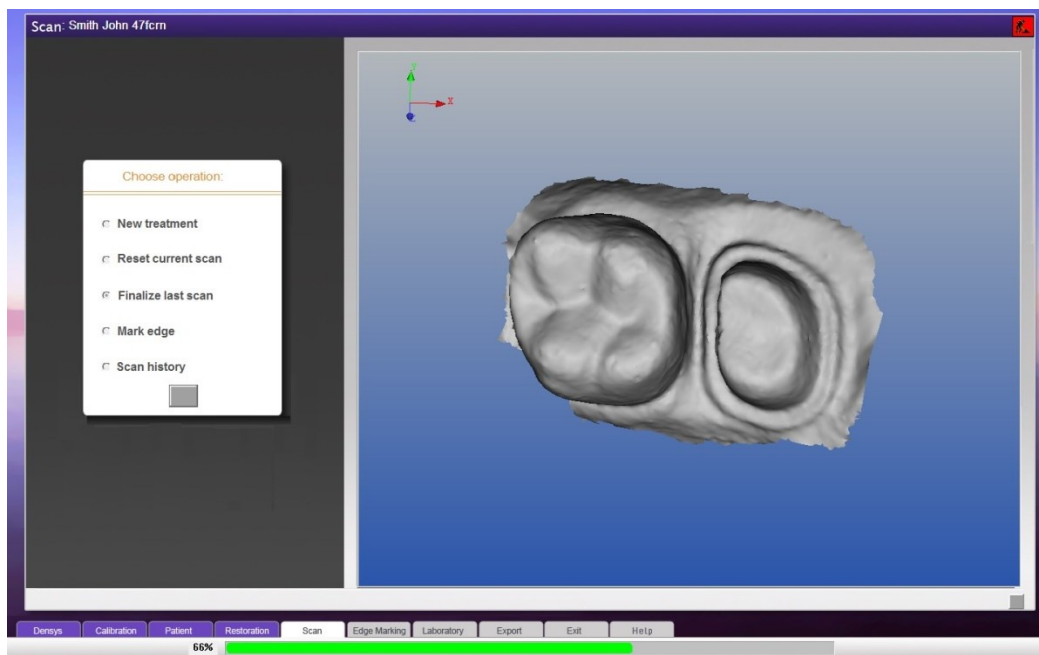 Scan: Smith John 47fcrn
Y
X
Choose operation:
New treatment
Reset current scan
Finalize last scan
Mark edge
Scan history
Densys Calibration Patient Restoration Scan Edge Marking Laboratory Export Exit Help
66%